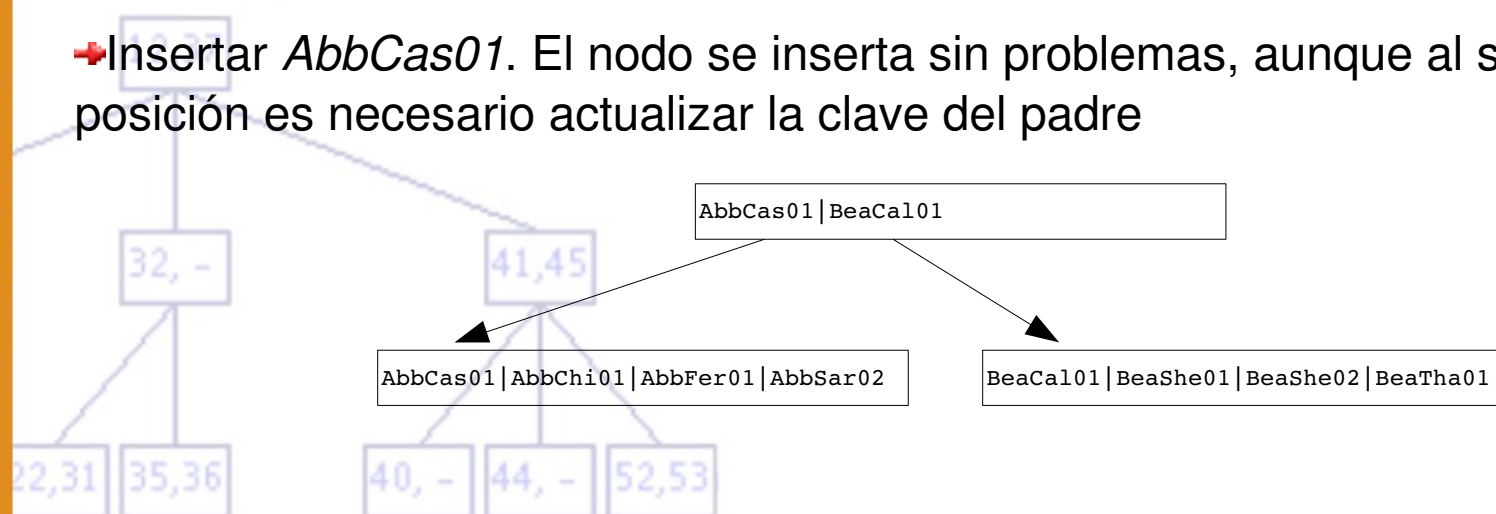 Insertar AbbCas01. El nodo se inserta sin problemas, aunque al s
posición es necesario actualizar la clave del padre
AbbCas01|BeaCal01
32, - 41,45
AbbCas01|AbbChi01|AbbFer01|AbbSar02 BeaCal01|BeaShe01|BeaShe02|BeaTha01
22,31 35,36 40, - 44, - 52,53